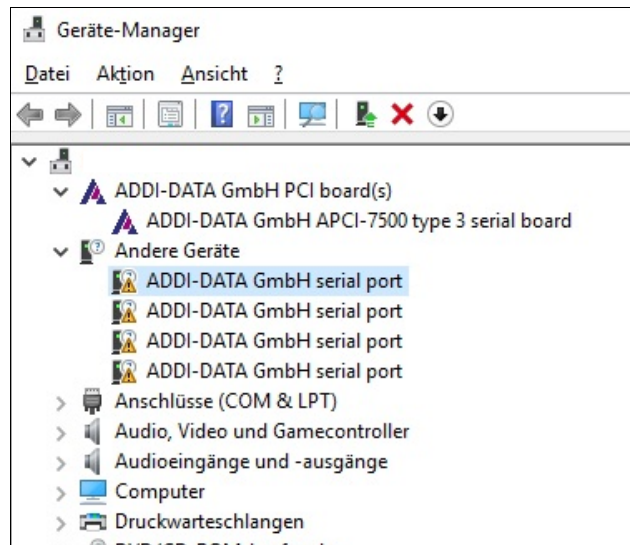 Geräte-Manager
Datei Aktion Ansicht ?
ADDI-DATA GmbH PCI board(s)
ADDI-DATA GmbH APCI-7500 type 3 serial board
Andere Geräte
ADDI-DATA GmbH serial port
ADDI-DATA GmbH serial port
ADDI-DATA GmbH serial port
ADDI-DATA GmbH serial port
Anschlüsse (COM & LPT)
Audio, Video und Gamecontroller
Audioeingänge und -ausgänge
Computer
Druckwarteschlangen